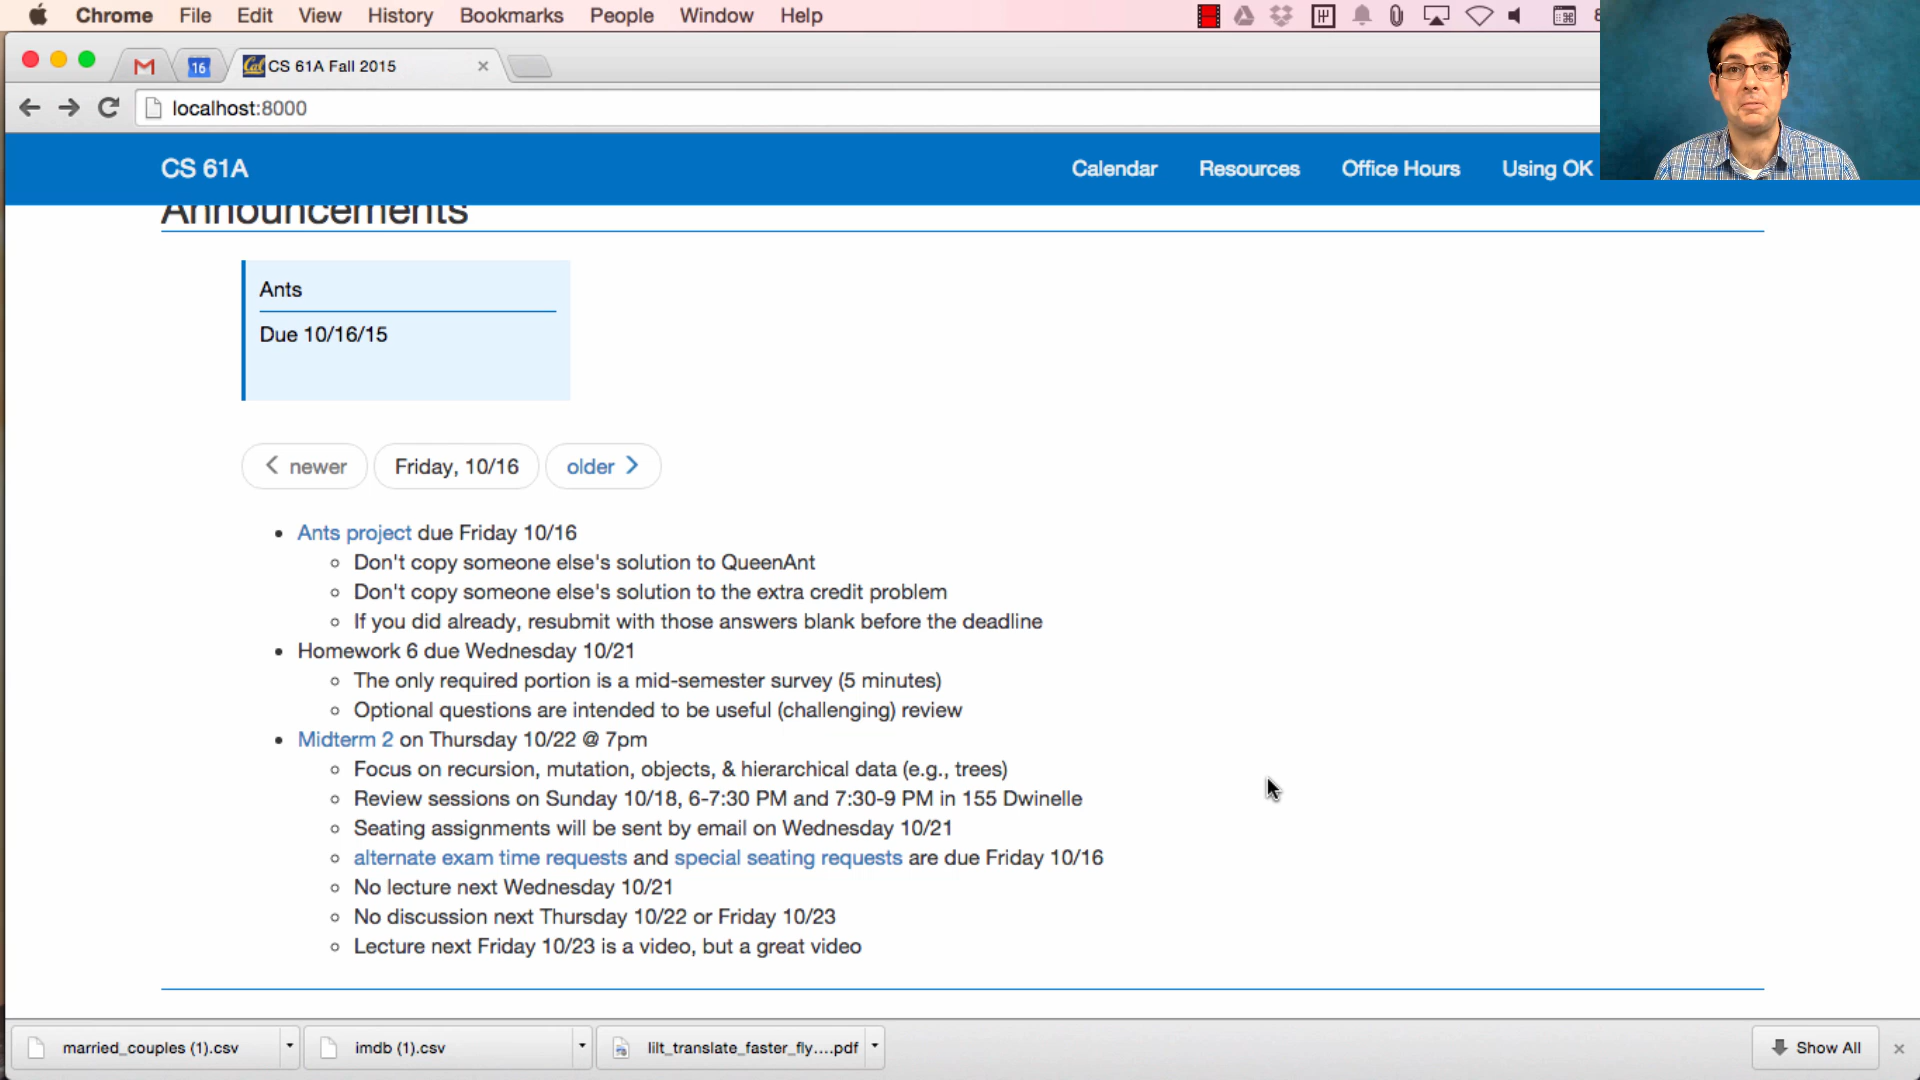 Chrome File Edit View History Bookmarks People Window Help
16 Cal CS 61A Fall 2015
localhost:8000
CS 61A Calendar Resources Office Hours Using OK
Announcements
Ants
Due 10/16/15
newer Friday, 10/16 older
Ants project due Friday 10/16
Don't copy someone else's solution to QueenAnt
Don't copy someone else's solution to the extra credit problem
If you did already, resubmit with those answers blank before the deadline
Homework 6 due Wednesday 10/21
The only required portion is a mid-semester survey (5 minutes)
Optional questions are intended to be useful (challenging) review
Midterm 2 on Thursday 10/22 @ 7pm
Focus on recursion, mutation, objects, & hierarchical data (e.g., trees)
Review sessions on Sunday 10/18, 6-7:30 PM and 7:30-9 PM in 155 Dwinelle
Seating assignments will be sent by email on Wednesday 10/21
alternate exam time requests and special seating requests are due Friday 10/16
No lecture next Wednesday 10/21
No discussion next Thursday 10/22 or Friday 10/23
Lecture next Friday 10/23 is a video, but a great video
married_couples (1).csv imdb (1).csv lilt_translate_faster_fly....pdf Show All